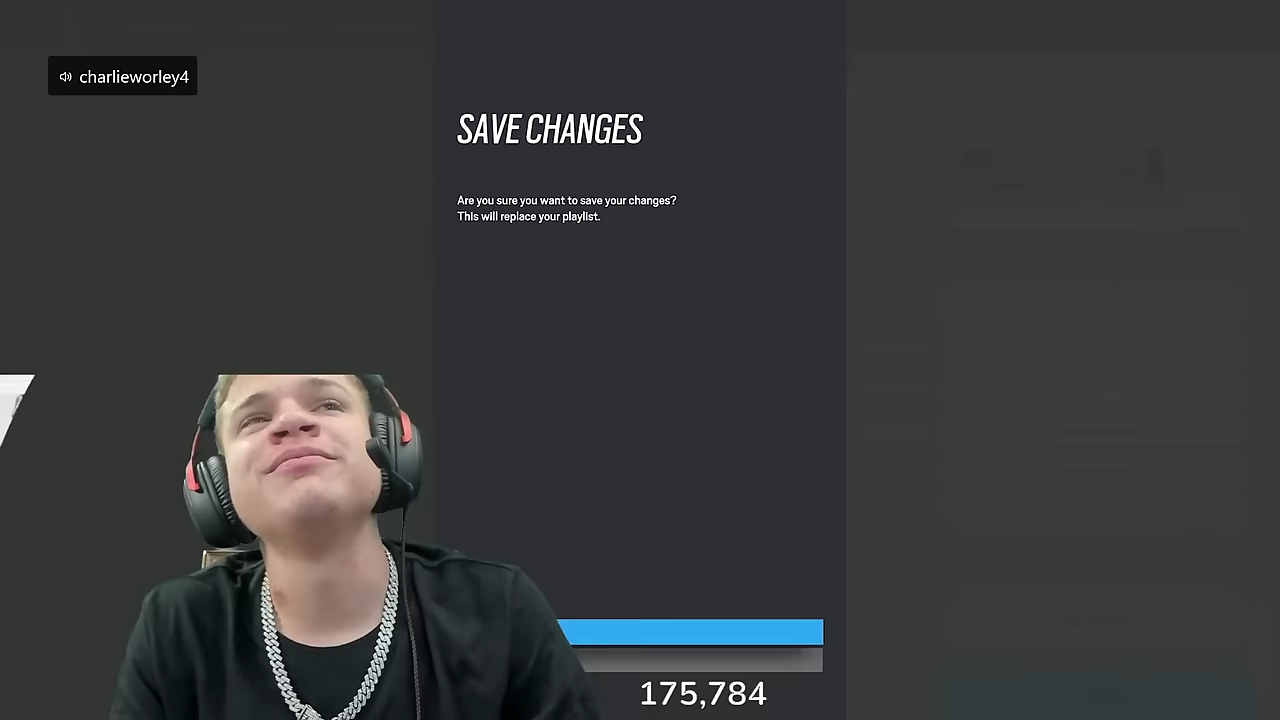 charlieworley4
SAVE CHANGES
Are you sure you want to save your changes?
This will replace your playlist.
175,784